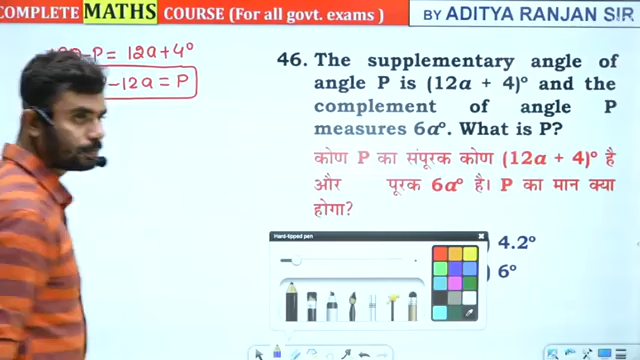 COMPLETE MATHS COURSE (For all govt. exams)
BY ADITYA RANJAN SIR
P = 12a + 4°
- 12a = P
46. The supplementary angle of
angle P is (12a + 4)° and the
complement of angle P
measures 6a°. What is P?
कोण P का संपूरक कोण (12a + 4)° है
और पूरक 6a° है। P का मान क्या
होगा?
Hard-tipped pen
) 4.2°
) 6°